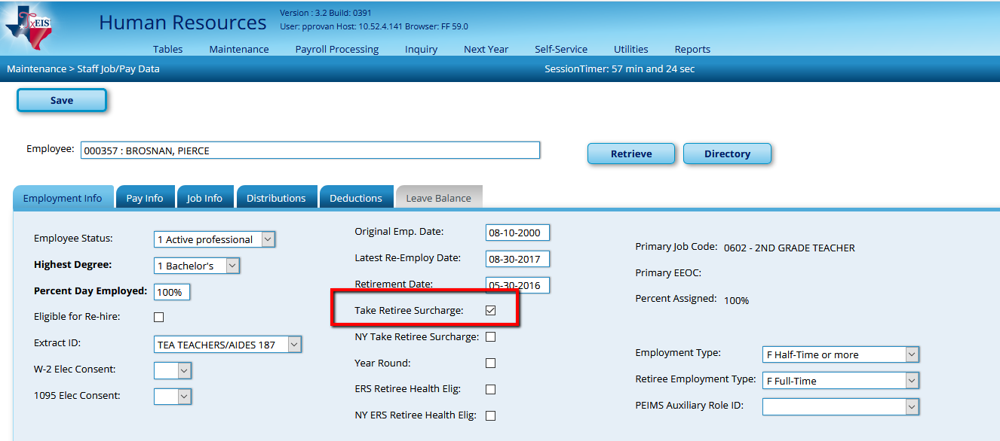 TxEIS
Human Resources
Version : 3.2 Build: 0391
User: pprovan Host: 10.52.4.141 Browser: FF 59.0
Tables Maintenance Payroll Processing Inquiry Next Year Self-Service Utilities Reports
Maintenance > Staff Job/Pay Data SessionTimer: 57 min and 24 sec
Save
Employee: 000357 : BROSNAN, PIERCE Retrieve Directory
Employment Info Pay Info Job Info Distributions Deductions Leave Balance
Employee Status: 1 Active professional
Highest Degree: 1 Bachelor's
Percent Day Employed: 100%
Eligible for Re-hire:
Extract ID: TEA TEACHERS/AIDES 187
W-2 Elec Consent:
1095 Elec Consent:
Original Emp. Date: 08-10-2000
Latest Re-Employ Date: 08-30-2017
Retirement Date: 05-30-2016
Take Retiree Surcharge:
NY Take Retiree Surcharge:
Year Round:
ERS Retiree Health Elig:
NY ERS Retiree Health Elig:
Primary Job Code: 0602 - 2ND GRADE TEACHER
Primary EEOC:
Percent Assigned: 100%
Employment Type: F Half-Time or more
Retiree Employment Type: F Full-Time
PEIMS Auxiliary Role ID: